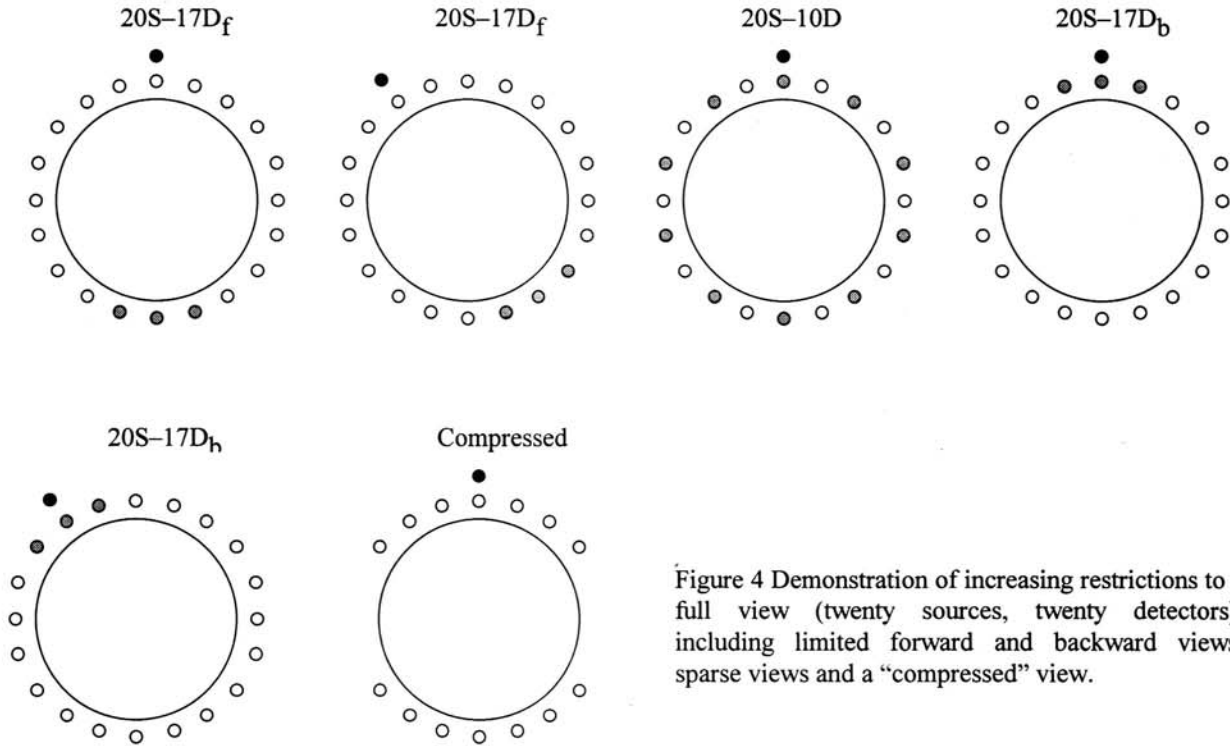 20S–17Df
20S–17Df
20S–10D
20S–17Db
20S–17Db
Compressed
Figure 4 Demonstration of increasing restrictions to
full view (twenty sources, twenty detectors
including limited forward and backward view
sparse views and a “compressed” view.